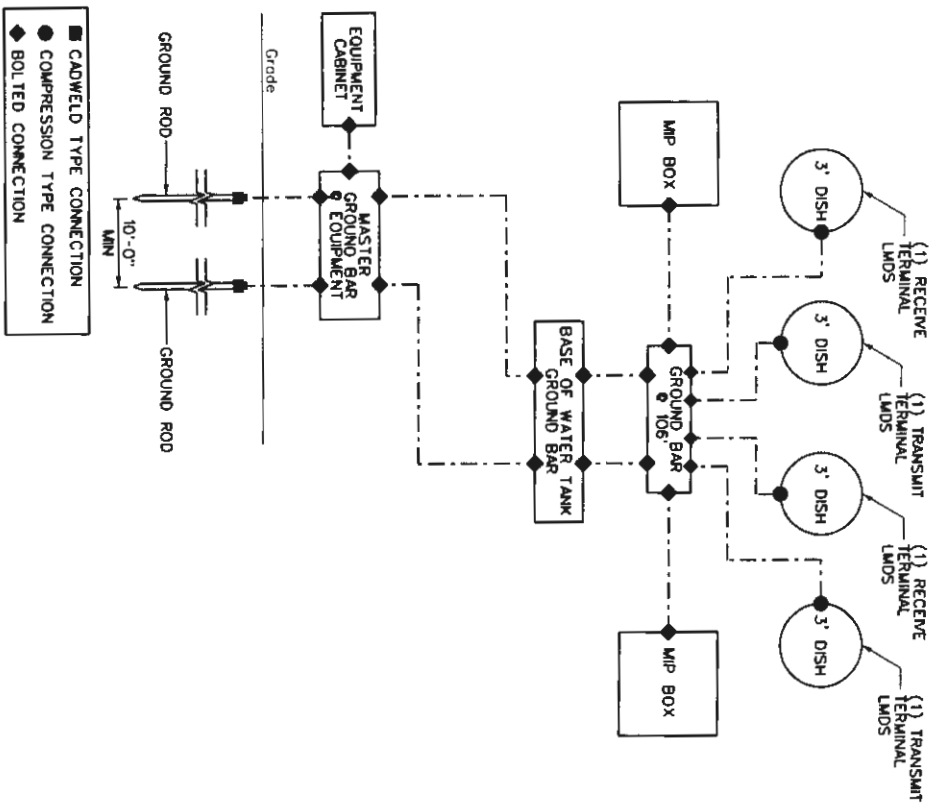 (1) RECEIVE
TERMINAL
LMDS
(1) TRANSMIT
TERMINAL
LMDS
(1) RECEIVE
TERMINAL
LMDS
(1) TRANSMIT
TERMINAL
LMDS
3' DISH
3' DISH
3' DISH
3' DISH
MIP BOX
GROUND BAR
@ 106'
MIP BOX
BASE OF WATER TANK
GROUND BAR
EQUIPMENT
CABINET
MASTER
GROUND BAR
@ EQUIPMENT
Grade
GROUND ROD
10'-0"
MIN
GROUND ROD
CADWELD TYPE CONNECTION
COMPRESSION TYPE CONNECTION
BOLTED CONNECTION